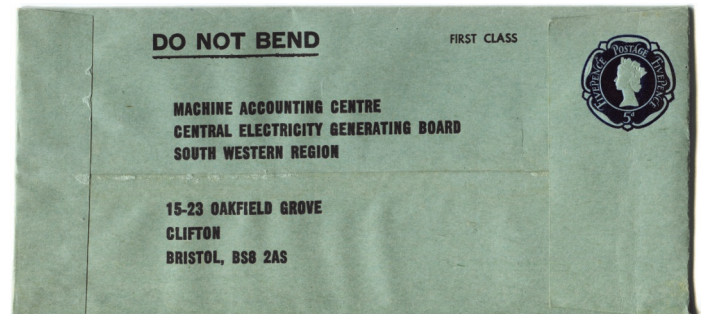 DO NOT BEND
FIRST CLASS
FIVEPENCE POSTAGE FIVEPENCE
5d
MACHINE ACCOUNTING CENTRE
CENTRAL ELECTRICITY GENERATING BOARD
SOUTH WESTERN REGION
15-23 OAKFIELD GROVE
CLIFTON
BRISTOL, BS8 2AS